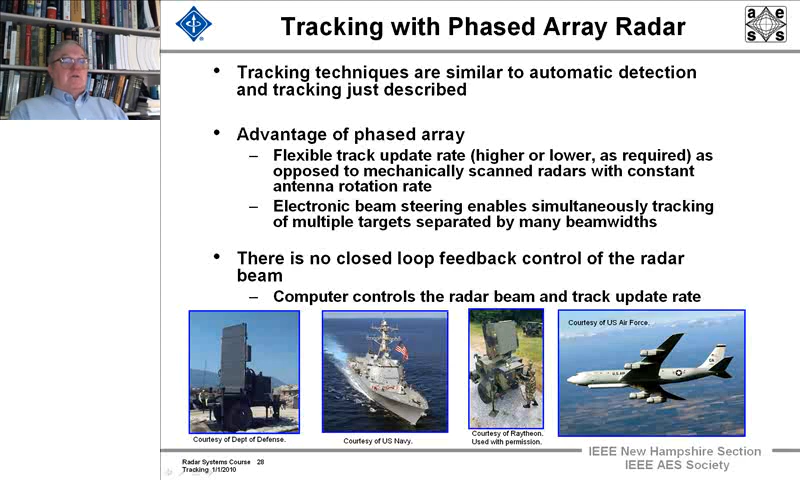 Tracking with Phased Array Radar
a e
s s
• Tracking techniques are similar to automatic detection
and tracking just described
• Advantage of phased array
– Flexible track update rate (higher or lower, as required) as
opposed to mechanically scanned radars with constant
antenna rotation rate
– Electronic beam steering enables simultaneously tracking
of multiple targets separated by many beamwidths
• There is no closed loop feedback control of the radar
beam
– Computer controls the radar beam and track update rate
Courtesy of US Air Force.
Courtesy of Dept of Defense.
Courtesy of US Navy.
Courtesy of Raytheon.
Used with permission.
Radar Systems Course 28
Tracking 1/1/2010
IEEE New Hampshire Section
IEEE AES Society